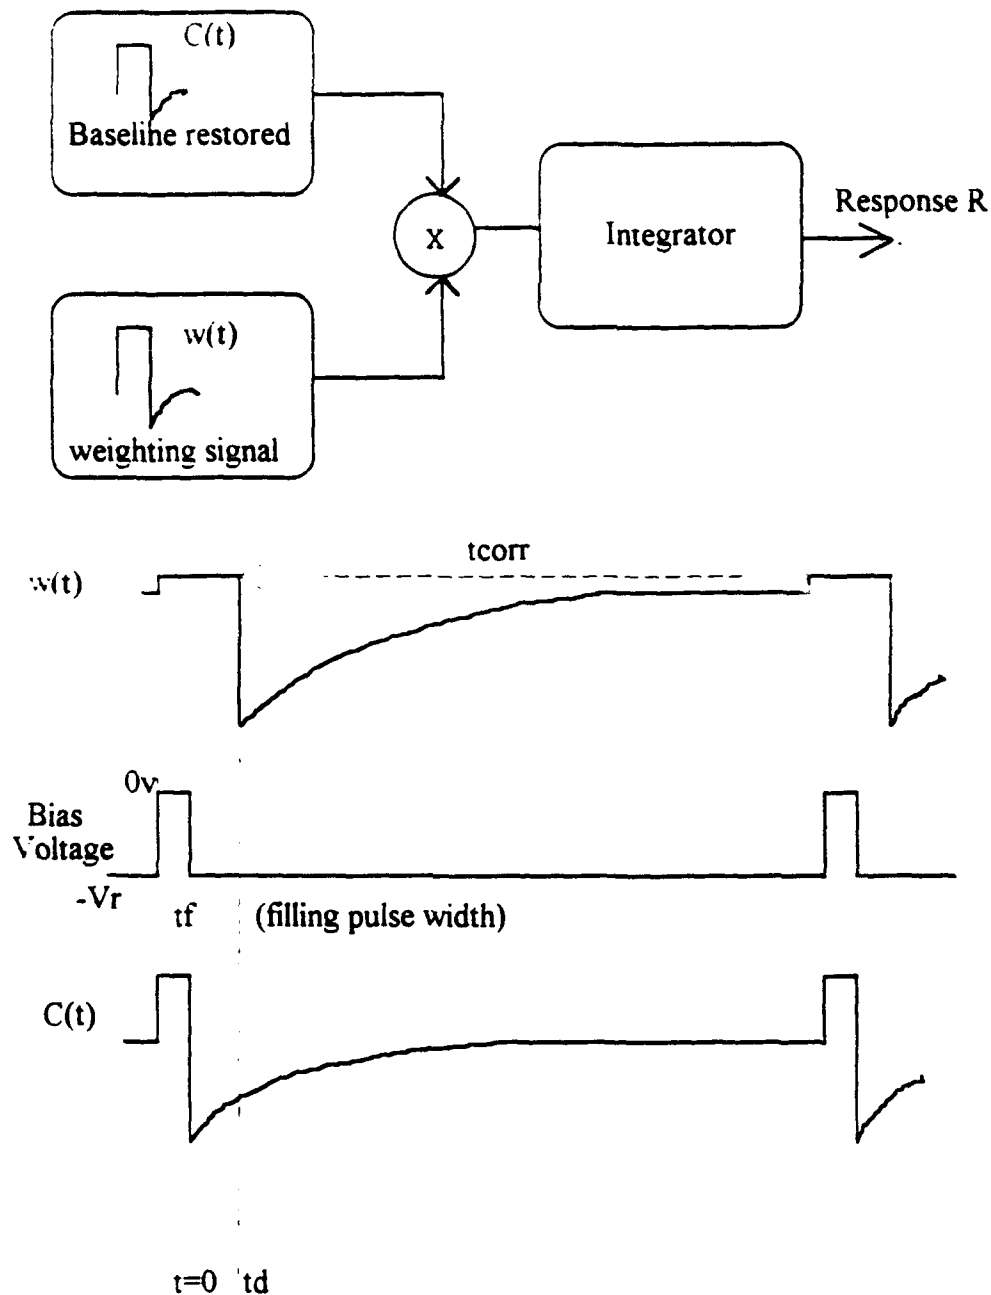 C(t)
Baseline restored
X
Integrator
Response R
w(t)
weighting signal
tcorr
w(t)
0v
Bias
Voltage
-Vr
tf
(filling pulse width)
C(t)
t=0
td